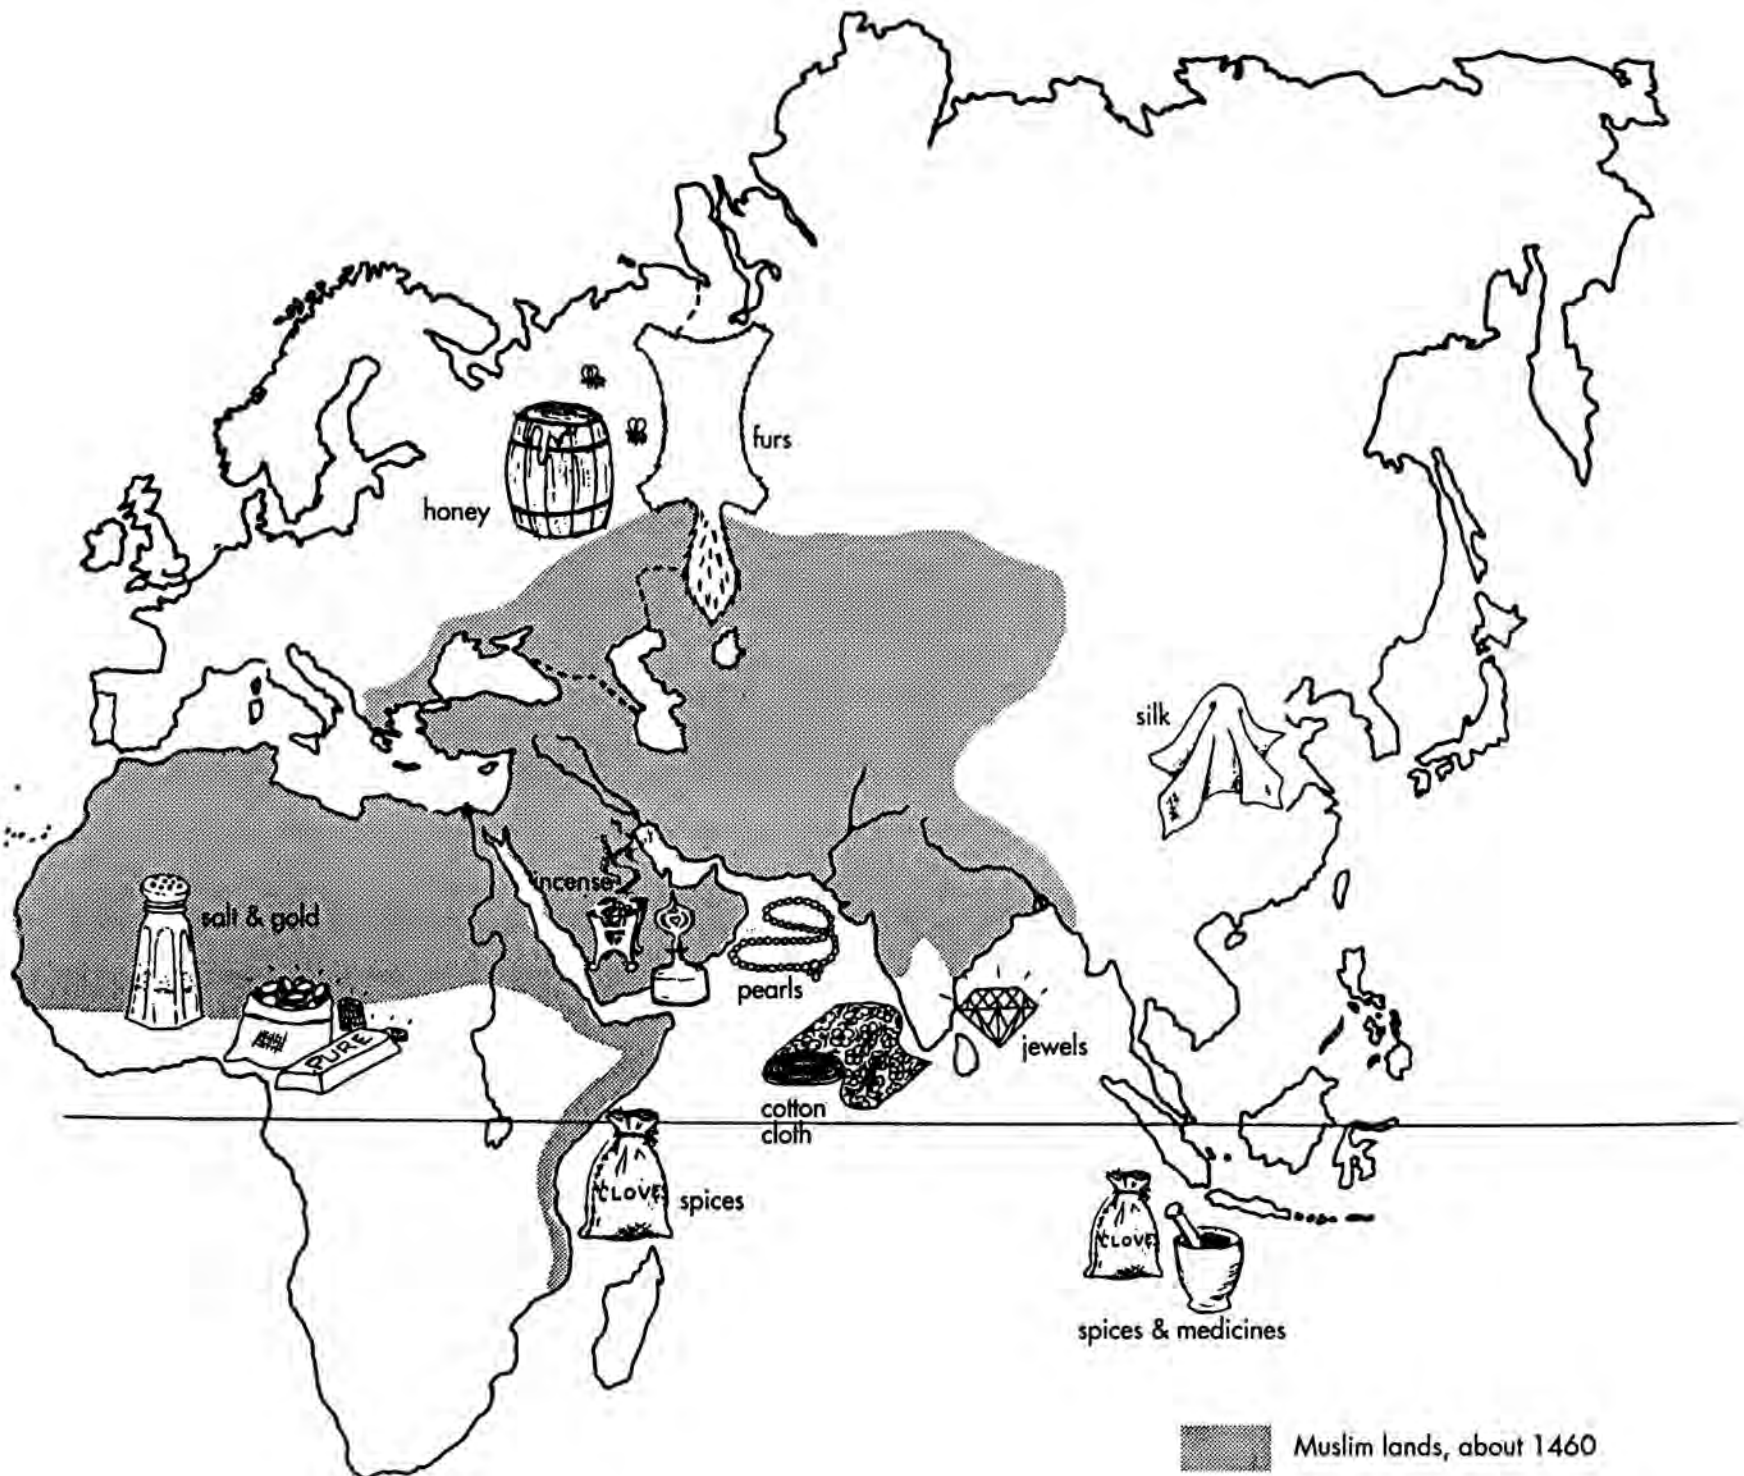 furs
honey
silk
incense
salt & gold
pearls
PURE
jewels
cotton
cloth
CLOVES
spices
CLOVE
spices & medicines
Muslim lands, about 1460